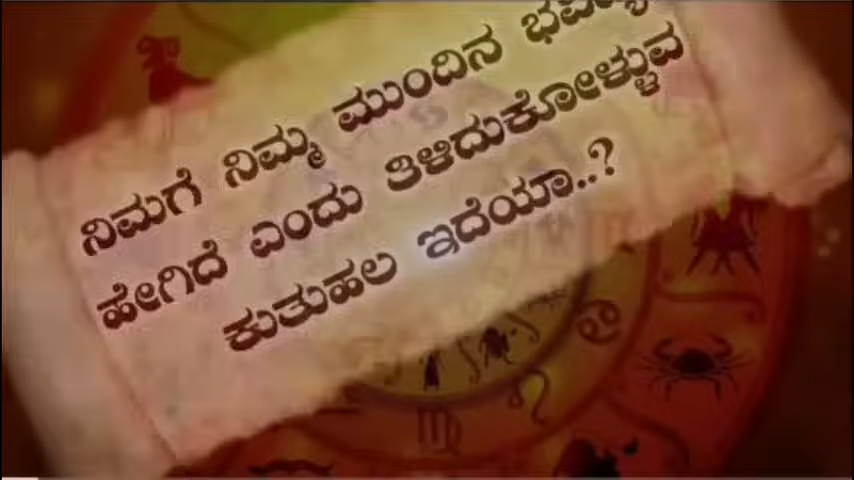 ನಿಮಗೆ ನಿಮ್ಮ ಮುಂದಿನ
ಹೇಗಿದೆ ಎಂದು ತಿಳಿದುಕೋಳ್ಳುವ
ಕುತುಹಲ ಇದೆಯಾ..?